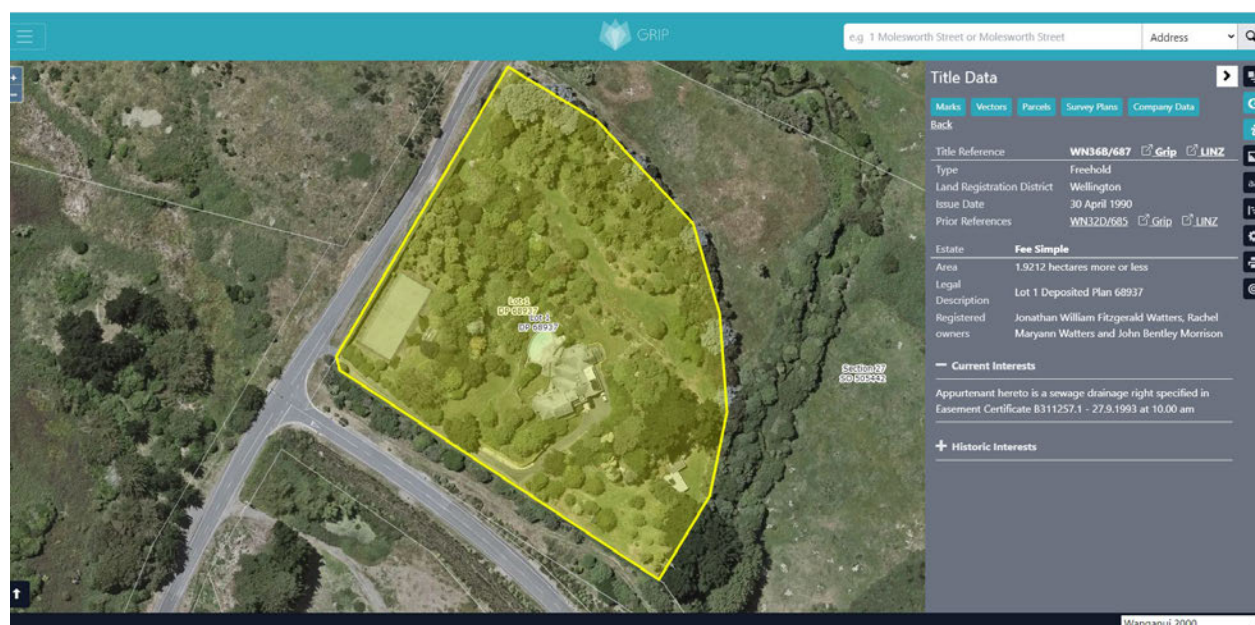 GRIP
e.g. 1 Molesworth Street or Molesworth Street
Address
Title Data
Marks Vectors Parcels Survey Plans Company Data
Back
Title Reference WN36B/687 Grip LINZ
Type Freehold
Land Registration District Wellington
Issue Date 30 April 1990
Prior References WN32D/685 Grip LINZ
Estate Fee Simple
Area 1.9212 hectares more or less
Legal
Description Lot 1 Deposited Plan 68937
Registered Jonathan William Fitzgerald Watters, Rachel
owners Maryann Watters and John Bentley Morrison
Current Interests
Appurtenant hereto is a sewage drainage right specified in
Easement Certificate B311257.1 - 27.9.1993 at 10.00 am
Historic Interests
Lot 1
DP 68937
Lot 1
DP 68937
Section 27
SO 505442
Wanganui 2000